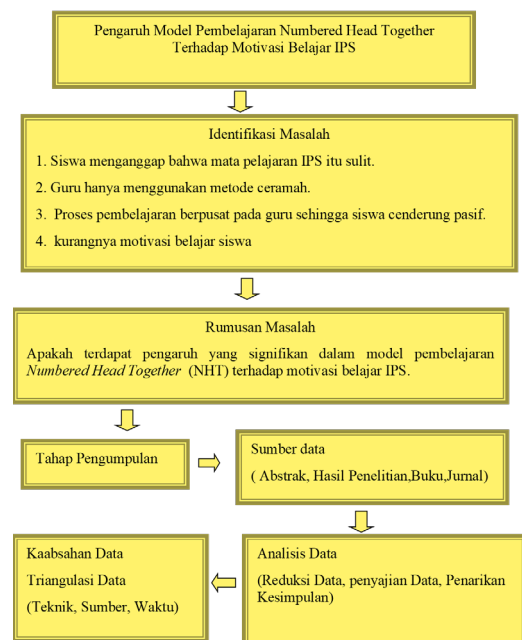 Pengaruh Model Pembelajaran Numbered Head Together
Terhadap Motivasi Belajar IPS
Identifikasi Masalah
1. Siswa menganggap bahwa mata pelajaran IPS itu sulit.
2. Guru hanya menggunakan metode ceramah.
3. Proses pembelajaran berpusat pada guru sehingga siswa cenderung pasif.
4. kurangnya motivasi belajar siswa
Rumusan Masalah
Apakah terdapat pengaruh yang signifikan dalam model pembelajaran
Numbered Head Together (NHT) terhadap motivasi belajar IPS.
Tahap Pengumpulan
Sumber data
( Abstrak, Hasil Penelitian,Buku,Jurnal)
Analisis Data
(Reduksi Data, penyajian Data, Penarikan
Kesimpulan)
Kaabsahan Data
Triangulasi Data
(Teknik, Sumber, Waktu)